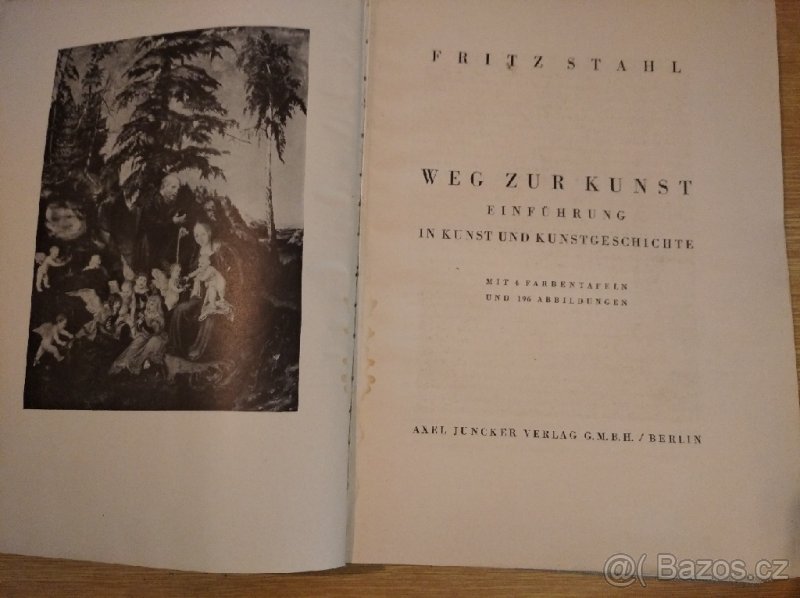 FRITZ STAHL
WEG ZUR KUNST
EINFÜHRUNG
IN KUNST UND KUNSTGESCHICHTE
MIT 6 FARBENTAFELN
UND 196 ABBILDUNGEN
AXEL JUNCKER VERLAG G.M.B.H. / BERLIN
@( Bazos.cz